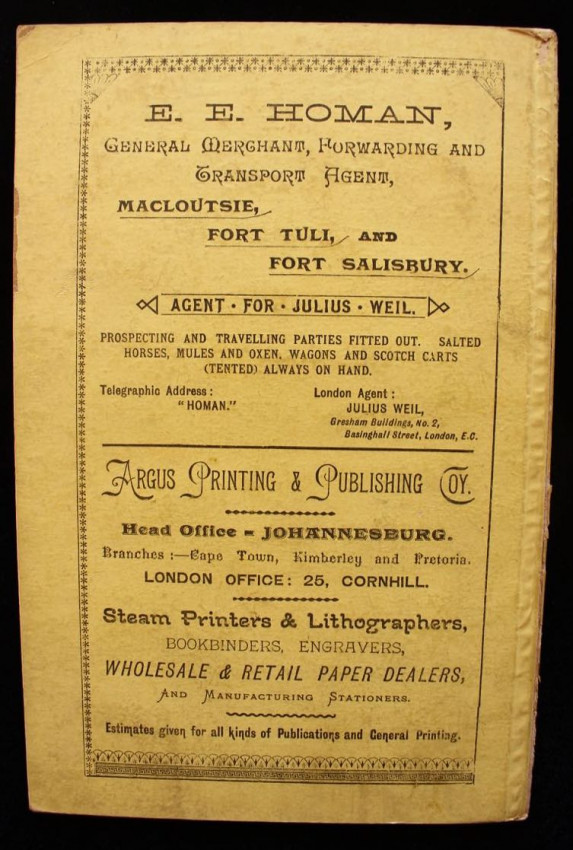 E. E. HOMAN,
GENERAL MERCHANT, FORWARDING AND
TRANSPORT AGENT,
MACLOUTSIE,
FORT TULI, AND
FORT SALISBURY.
AGENT · FOR · JULIUS · WEIL.
PROSPECTING AND TRAVELLING PARTIES FITTED OUT. SALTED
HORSES, MULES AND OXEN, WAGONS AND SCOTCH CARTS
(TENTED) ALWAYS ON HAND.
Telegraphic Address:
"HOMAN."
London Agent:
JULIUS WEIL,
Gresham Buildings, No. 2,
Basinghall Street, London, E.C.
ARGUS PRINTING & PUBLISHING COY.
Head Office = JOHANNESBURG.
Branches:—Cape Town, Kimberley and Pretoria.
LONDON OFFICE: 25, CORNHILL.
Steam Printers & Lithographers,
BOOKBINDERS, ENGRAVERS,
WHOLESALE & RETAIL PAPER DEALERS,
AND MANUFACTURING STATIONERS.
Estimates given for all kinds of Publications and General Printing.